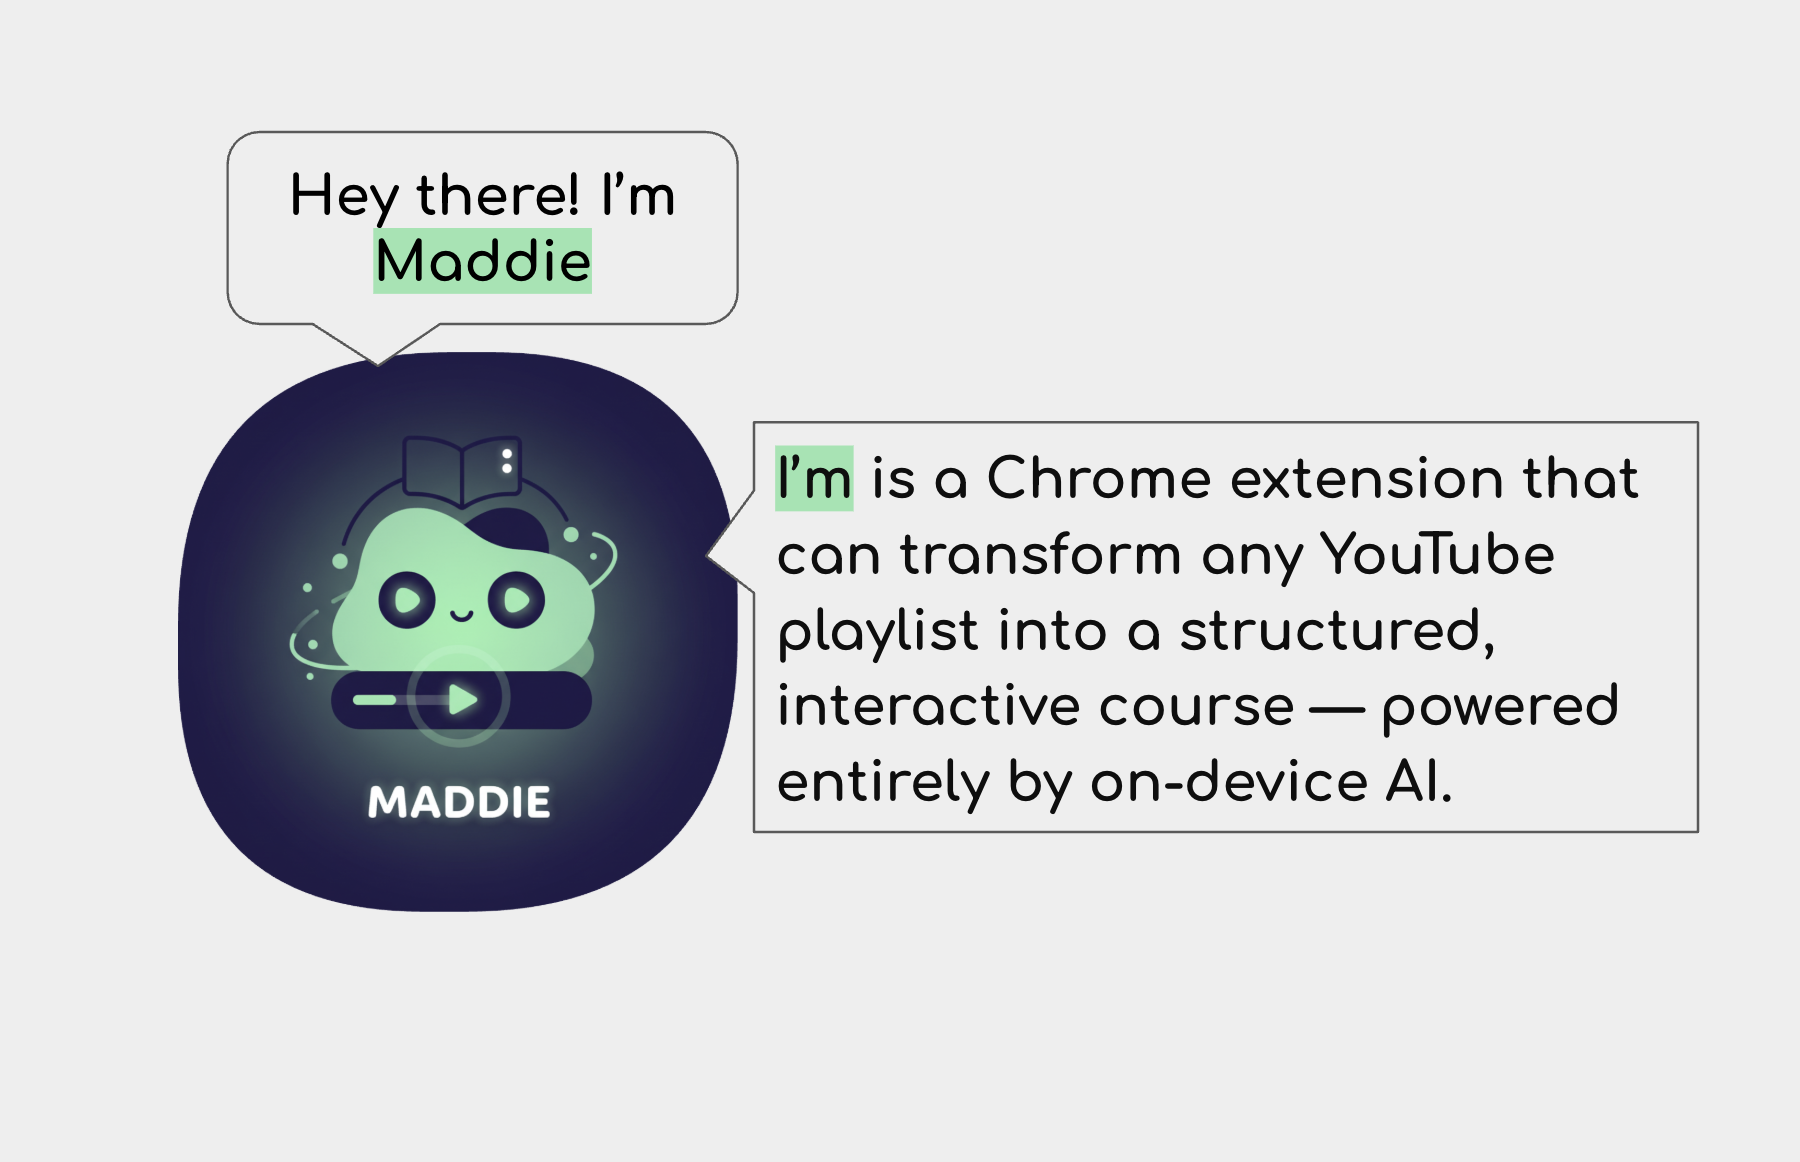 Hey there! I’m
Maddie
MADDIE
I’m is a Chrome extension that
can transform any YouTube
playlist into a structured,
interactive course — powered
entirely by on-device AI.